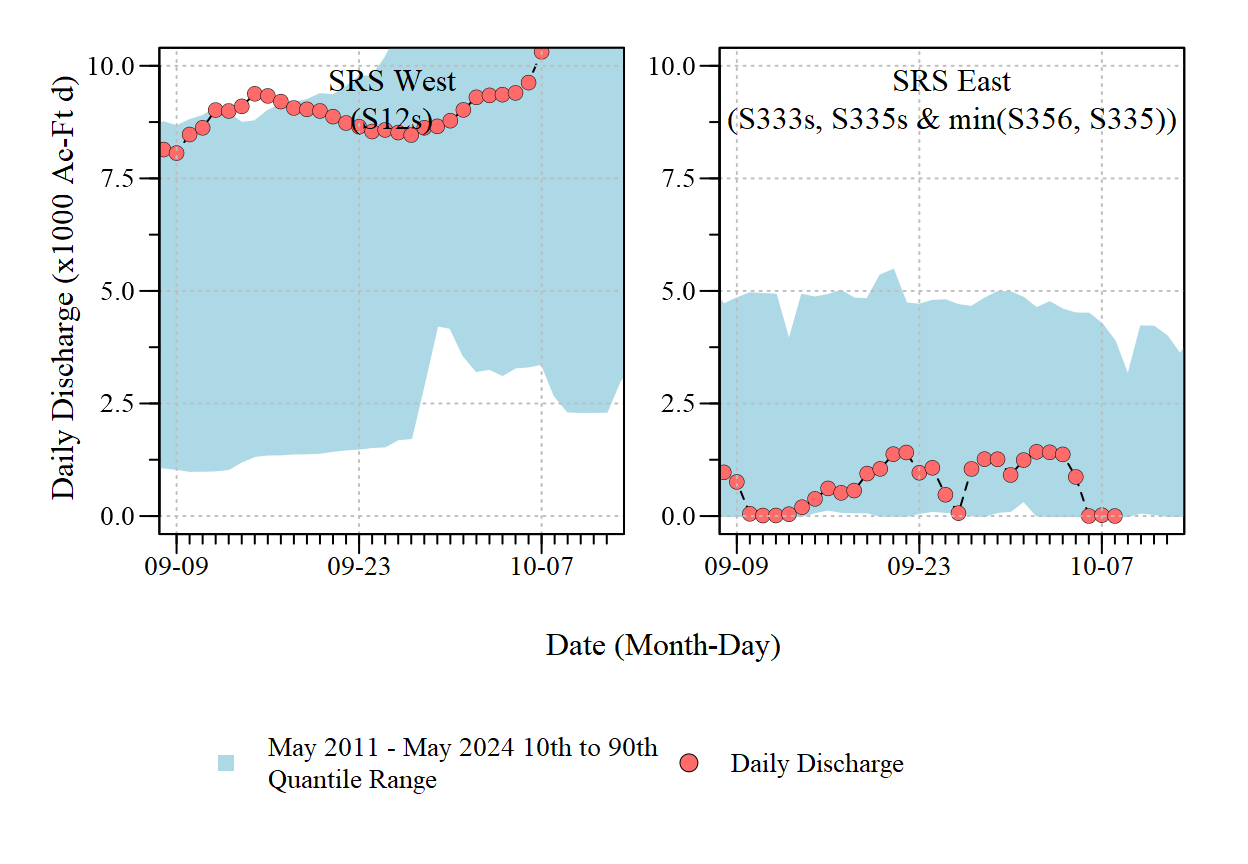 SRS West
(S12s)
SRS East
(S333s, S335s & min(S356, S335))
Daily Discharge (x1000 Ac-Ft d)
10.0
7.5
5.0
2.5
0.0
09-09
09-23
10-07
10.0
7.5
5.0
2.5
0.0
09-09
09-23
10-07
Date (Month-Day)
May 2011 - May 2024 10th to 90th
Quantile Range
Daily Discharge